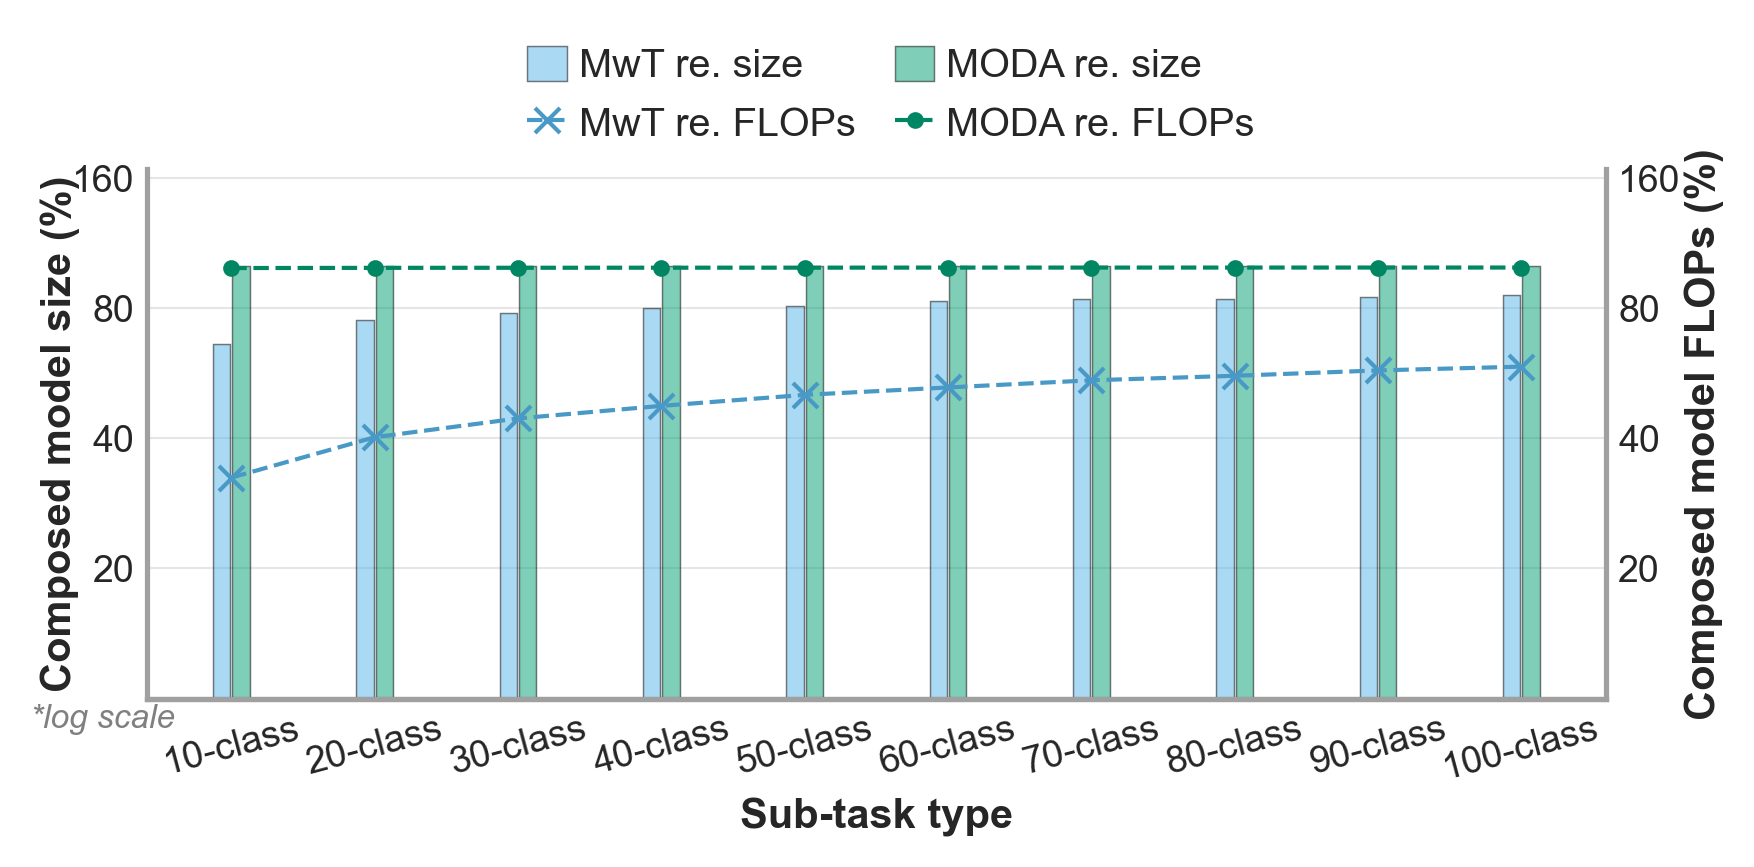 MwT re. size
MODA re. size
MwT re. FLOPs
MODA re. FLOPs
Composed model size (%)
160
80
40
20
160
80
40
20
Composed model FLOPs (%)
*log scale
10-class
20-class
30-class
40-class
50-class
60-class
70-class
80-class
90-class
100-class
Sub-task type